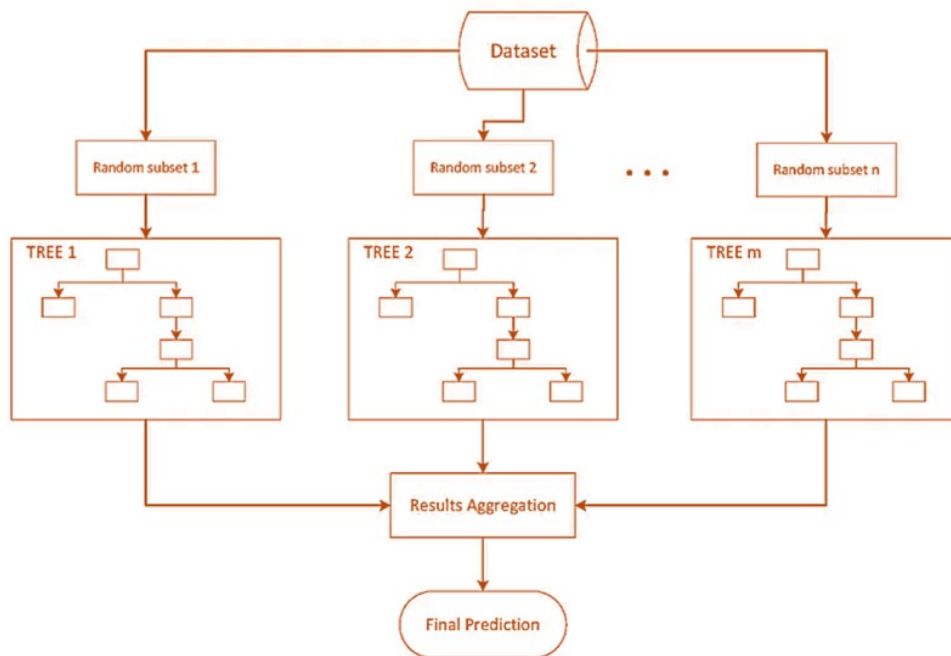 Dataset
Random subset 1
Random subset 2
• • •
Random subset n
TREE 1
TREE 2
TREE m
Results Aggregation
Final Prediction